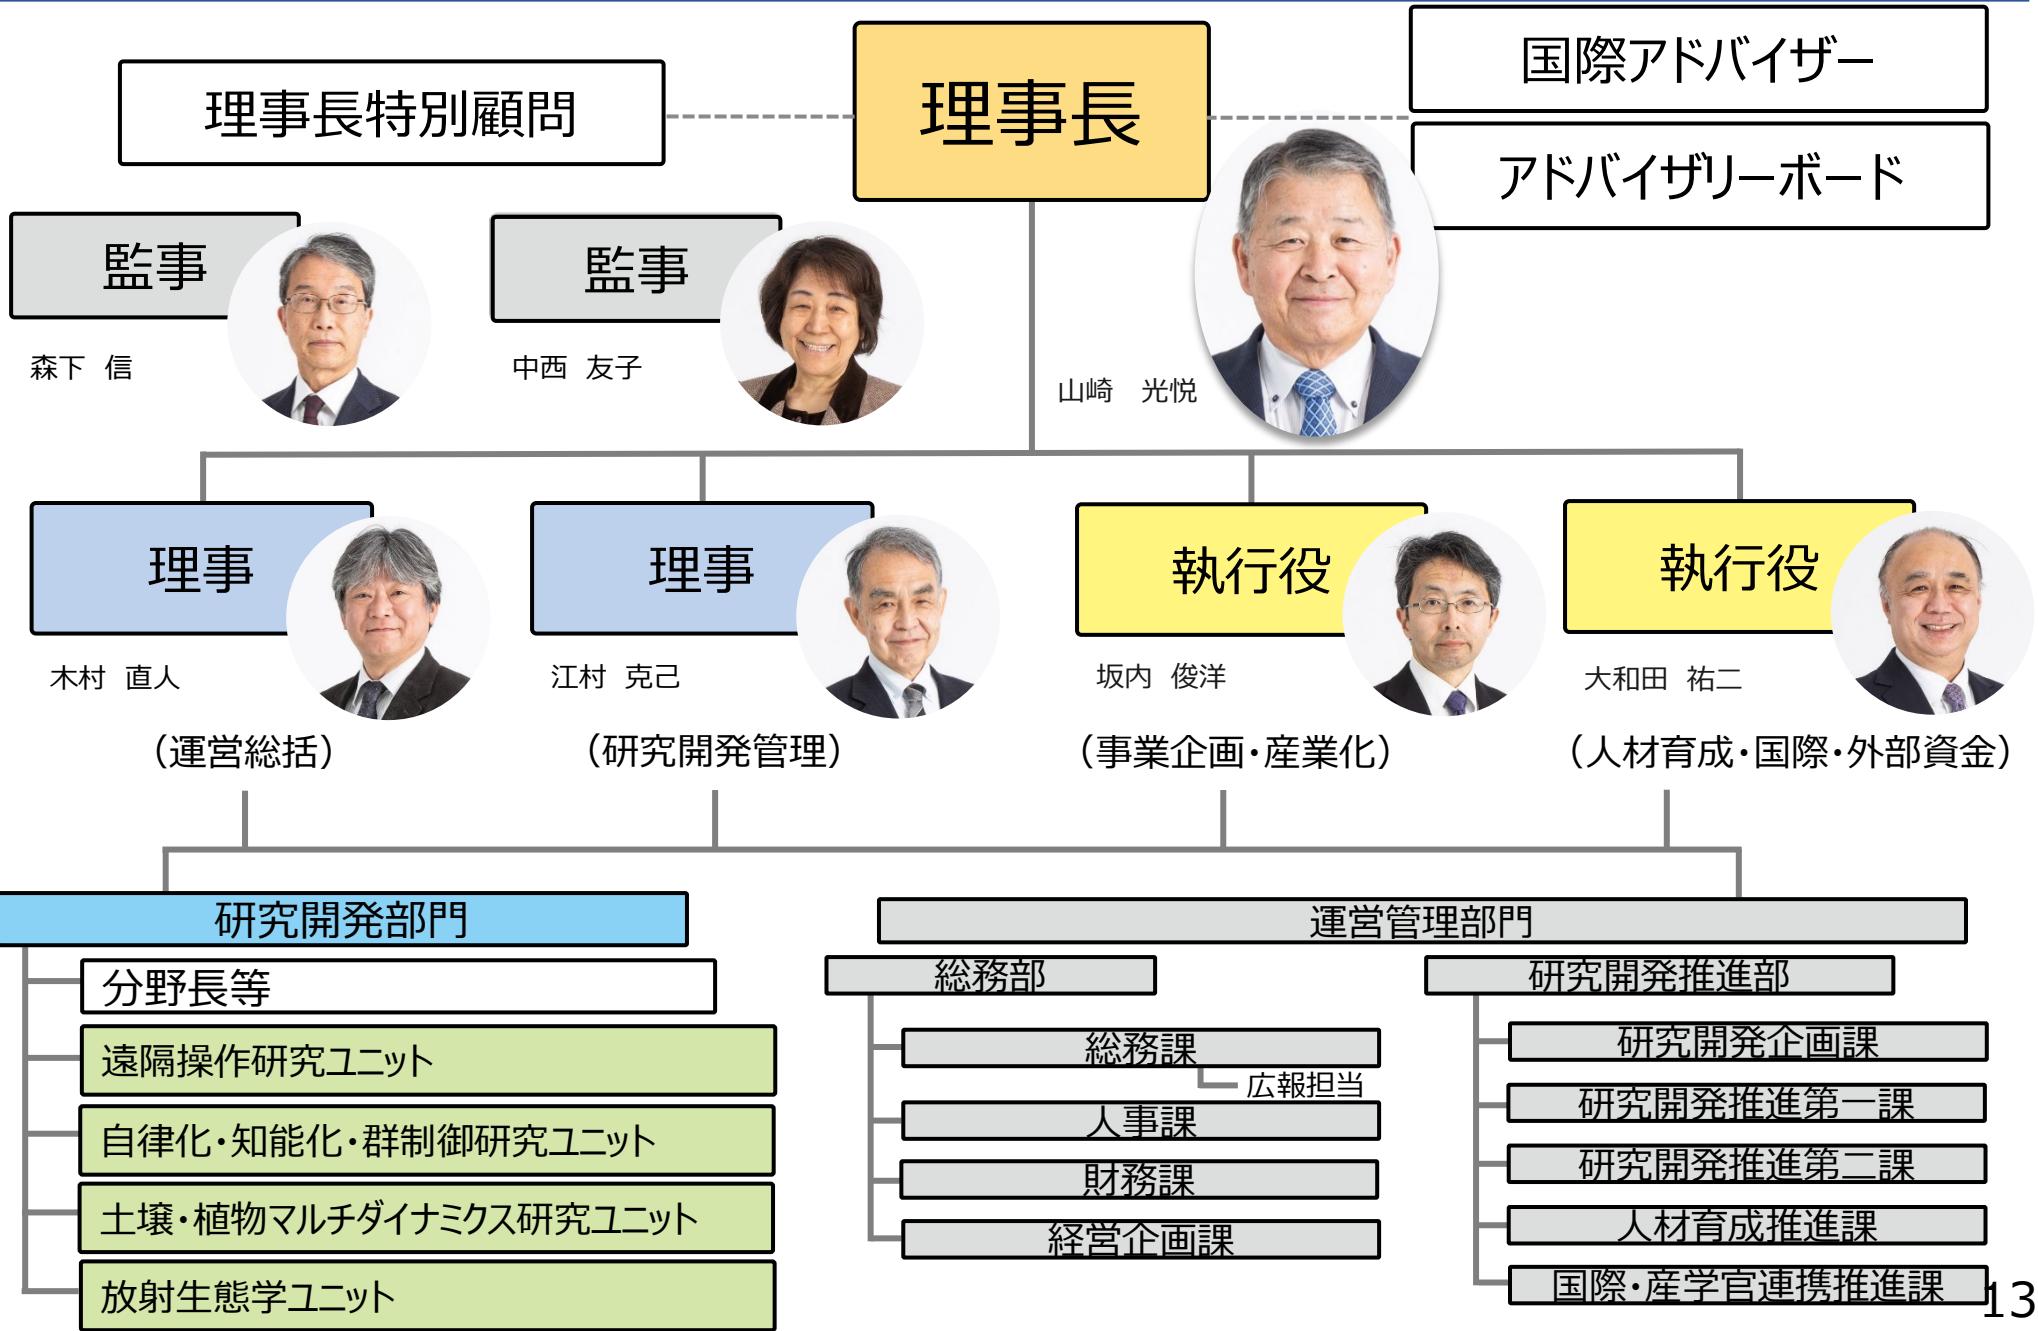 国際アドバイザー
理事長特別顧問
理事長
アドバイザリーボード
監事
監事
森下 信
中西 友子
山崎 光悦
理事
理事
執行役
執行役
木村 直人
江村 克己
坂内 俊洋
大和田 祐二
（運営総括）
（研究開発管理）
（事業企画・産業化）
（人材育成・国際・外部資金）
研究開発部門
分野長等
遠隔操作研究ユニット
自律化・知能化・群制御研究ユニット
土壌・植物マルチダイナミクス研究ユニット
放射生態学ユニット
運営管理部門
総務部
総務課
広報担当
人事課
財務課
経営企画課
研究開発推進部
研究開発企画課
研究開発推進第一課
研究開発推進第二課
人材育成推進課
国際・産学官連携推進課
13